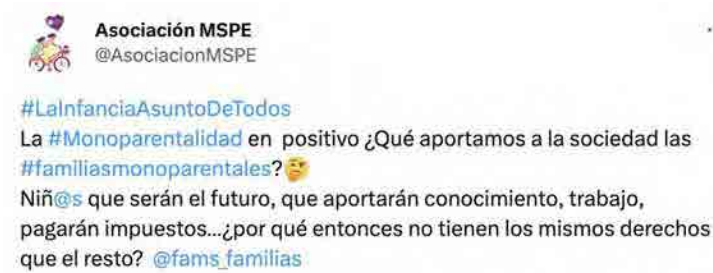 Asociación MSPE
@AsociacionMSPE
#LaInfanciaAsuntoDeTodos
La #Monoparentalidad en positivo ¿Qué aportamos a la sociedad las
#familiasmonoparentales?🤔
Niñ@s que serán el futuro, que aportarán conocimiento, trabajo,
pagarán impuestos...¿por qué entonces no tienen los mismos derechos
que el resto? @fams_familias